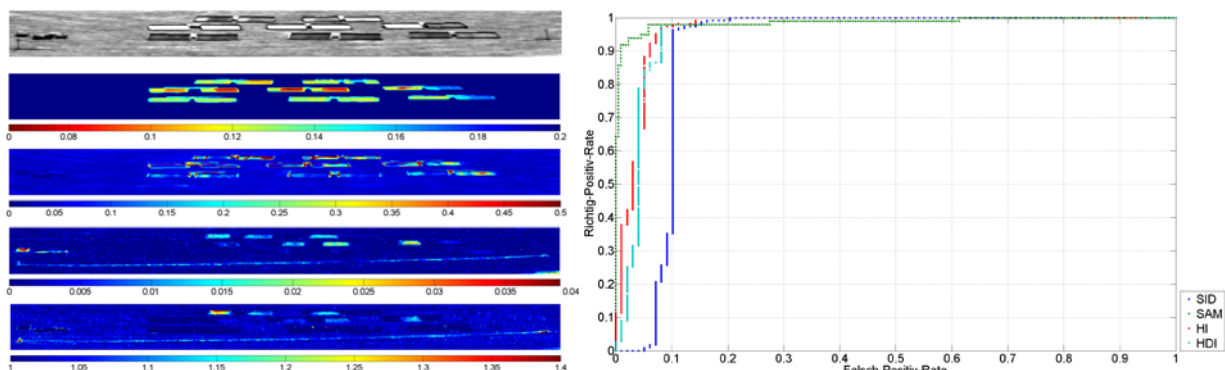 0 0.08 0.1 0.12 0.14 0.16 0.18 0.2
0 0.05 0.1 0.15 0.2 0.25 0.3 0.35 0.4 0.45 0.5
0 0.005 0.01 0.015 0.02 0.025 0.03 0.035 0.04
1 1.05 1.1 1.15 1.2 1.25 1.3 1.35 1.4
Richtig-Positiv-Rate
1
0.9
0.8
0.7
0.6
0.5
0.4
0.3
0.2
0.1
0
0 0.1 0.2 0.3 0.4 0.5 0.6 0.7 0.8 0.9 1
Falsch-Positiv-Rate
SID
SAM
HI
HDI